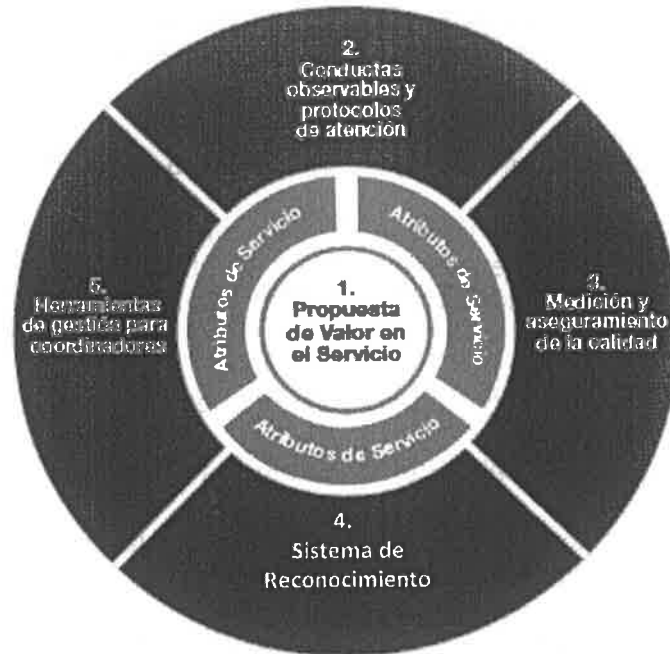 1.
Propuesta
de Valor en
el Servicio
Atributos de Servicio
Atributos de Servicio
Atributos de Servicio
2.
Conductas
observables y
protocolos
de atención
3.
Medición y
aseguramiento
de la calidad
4.
Sistema de
Reconocimiento
5.
Herramientas
de gestión para
coordinadores